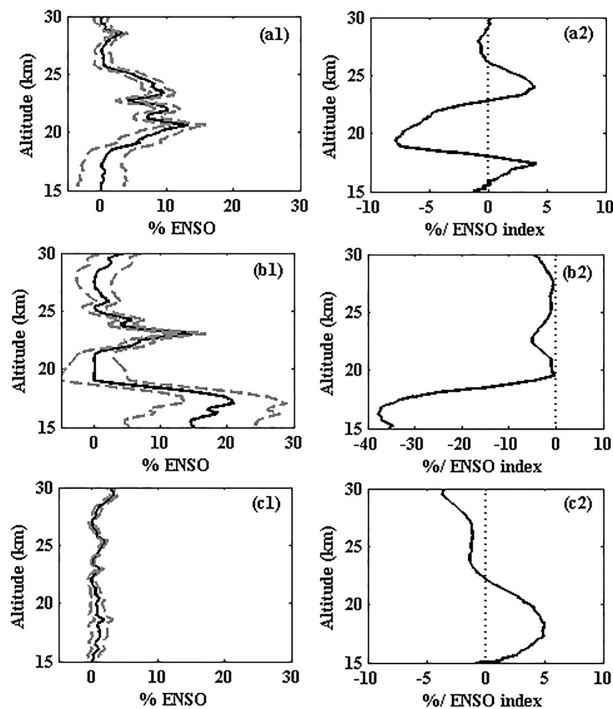 30
(a1)
25
20
15
Altitude (km)
0 10 20 30
% ENSO
30
(a2)
25
20
15
Altitude (km)
-10 -5 0 5 10
%/ ENSO index
30
(b1)
25
20
15
Altitude (km)
0 10 20 30
% ENSO
30
(b2)
25
20
15
Altitude (km)
-40 -30 -20 -10 0 10
%/ ENSO index
30
(c1)
25
20
15
Altitude (km)
0 10 20 30
% ENSO
30
(c2)
25
20
15
Altitude (km)
-10 -5 0 5 10
%/ ENSO index